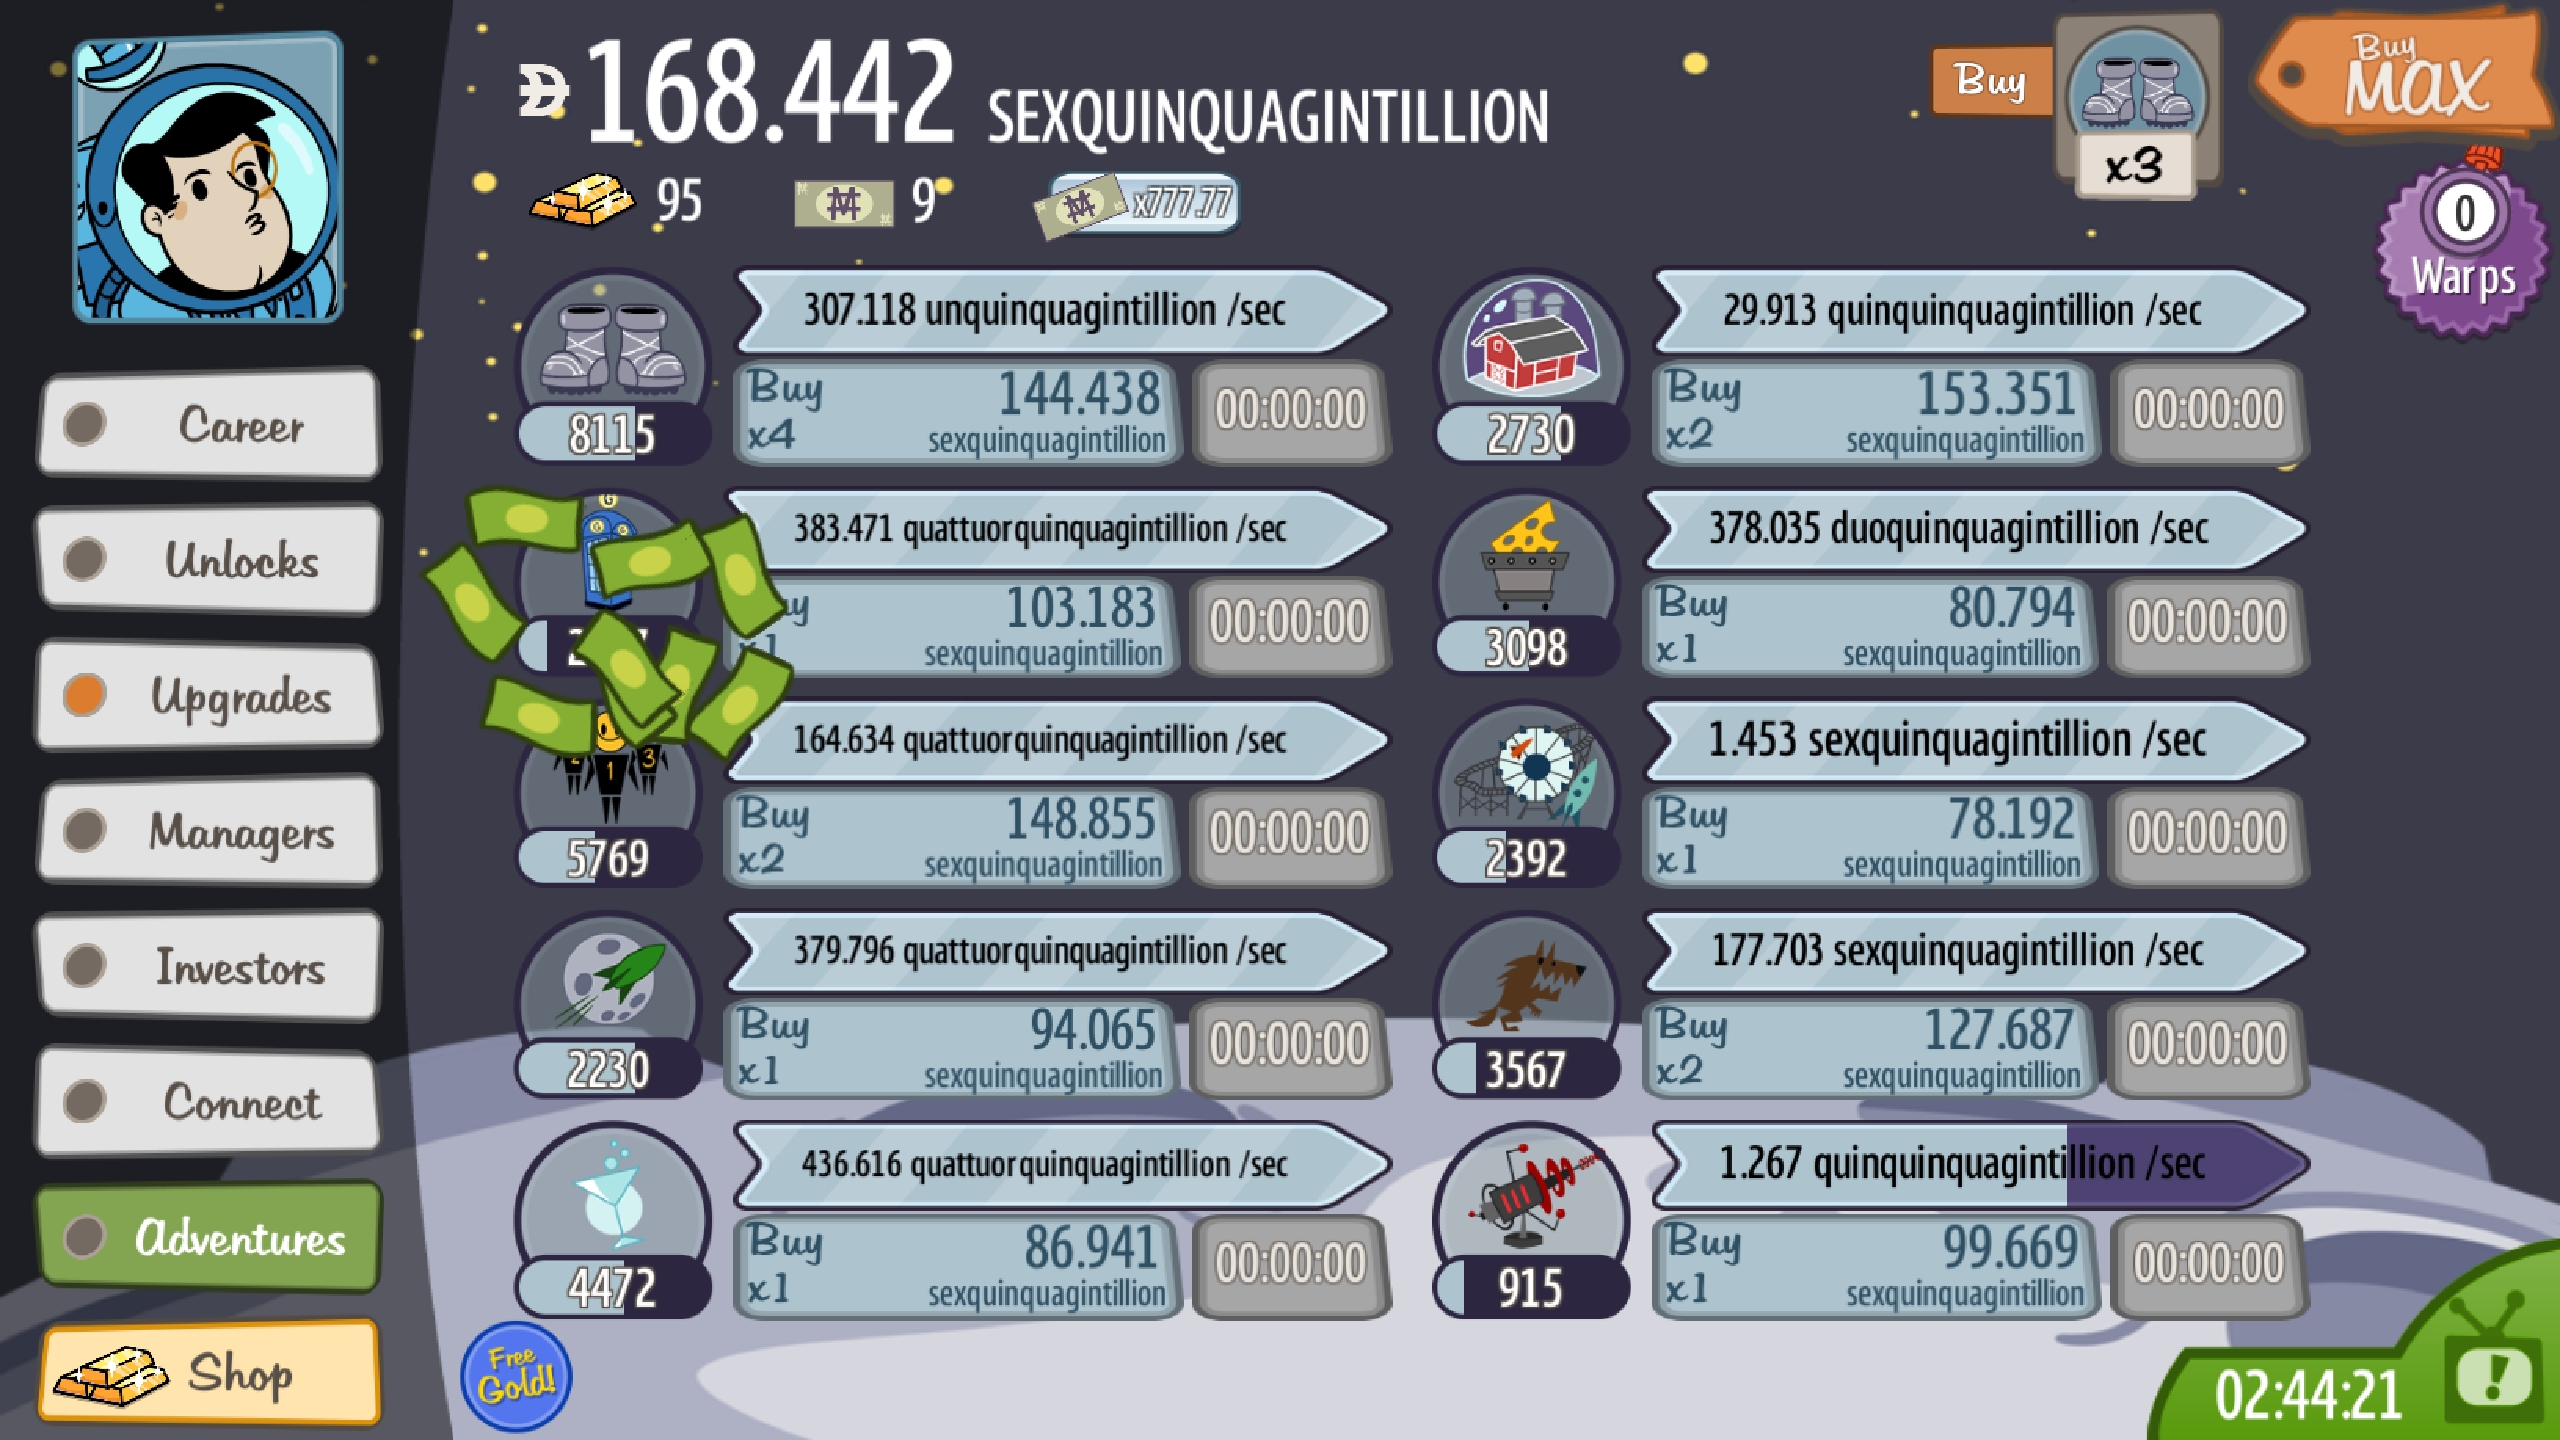 168.442 SEXQUINQUAGINTILLION
95
9
x777.77
Buy
x3
Buy
MAX
0
Warps
Career
Unlocks
Upgrades
Managers
Investors
Connect
Adventures
Shop
307.118 unquinquagintillion /sec
8115
Buy
x4
144.438
sexquinquagintillion
00:00:00
383.471 quattuorquinquagintillion /sec
103.183
sexquinquagintillion
00:00:00
164.634 quattuorquinquagintillion /sec
1
3
5769
Buy
x2
148.855
sexquinquagintillion
00:00:00
379.796 quattuorquinquagintillion /sec
2230
Buy
x1
94.065
sexquinquagintillion
00:00:00
436.616 quattuorquinquagintillion /sec
4472
Buy
x1
86.941
sexquinquagintillion
00:00:00
29.913 quinquinquagintillion /sec
2730
Buy
x2
153.351
sexquinquagintillion
00:00:00
378.035 duoquinquagintillion /sec
3098
Buy
x1
80.794
sexquinquagintillion
00:00:00
1.453 sexquinquagintillion /sec
2392
Buy
x1
78.192
sexquinquagintillion
00:00:00
177.703 sexquinquagintillion /sec
3567
Buy
x2
127.687
sexquinquagintillion
00:00:00
1.267 quinquinquagintillion /sec
915
Buy
x1
99.669
sexquinquagintillion
00:00:00
Free
Gold!
02:44:21